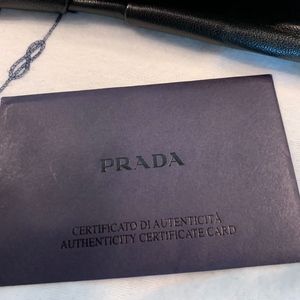 PRADA
CERTIFICATO DI AUTENTICITÀ
AUTHENTICITY CERTIFICATE CARD